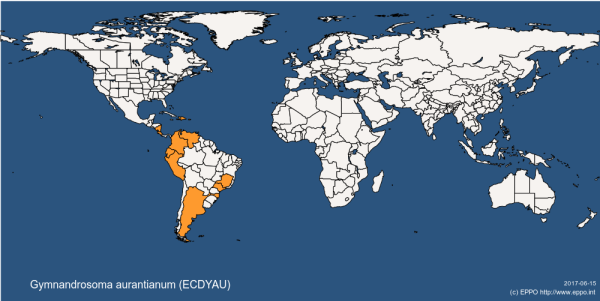 Gymnandrosoma aurantianum (ECDYAU)
2017-06-15
(c) EPPO http://www.eppo.int